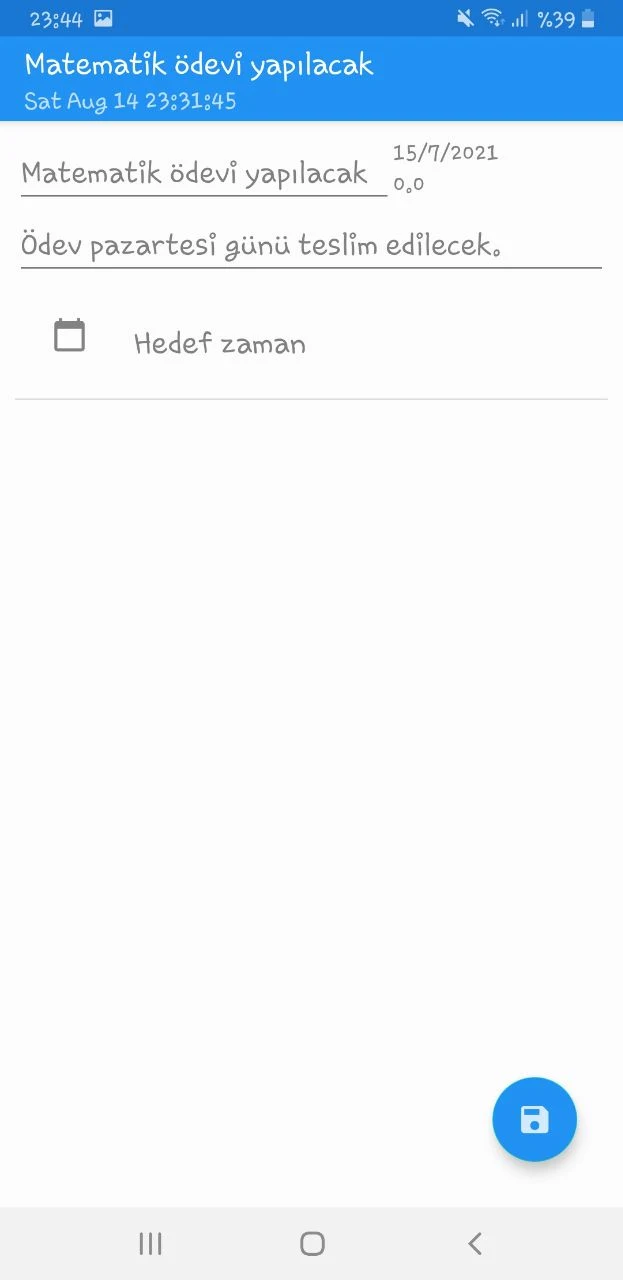 23:44
%39
Matematik ödevi yapılacak
Sat Aug 14 23:31:45
Matematik ödevi yapılacak
15/7/2021
0.0
Ödev pazartesi günü teslim edilecek.
Hedef zaman